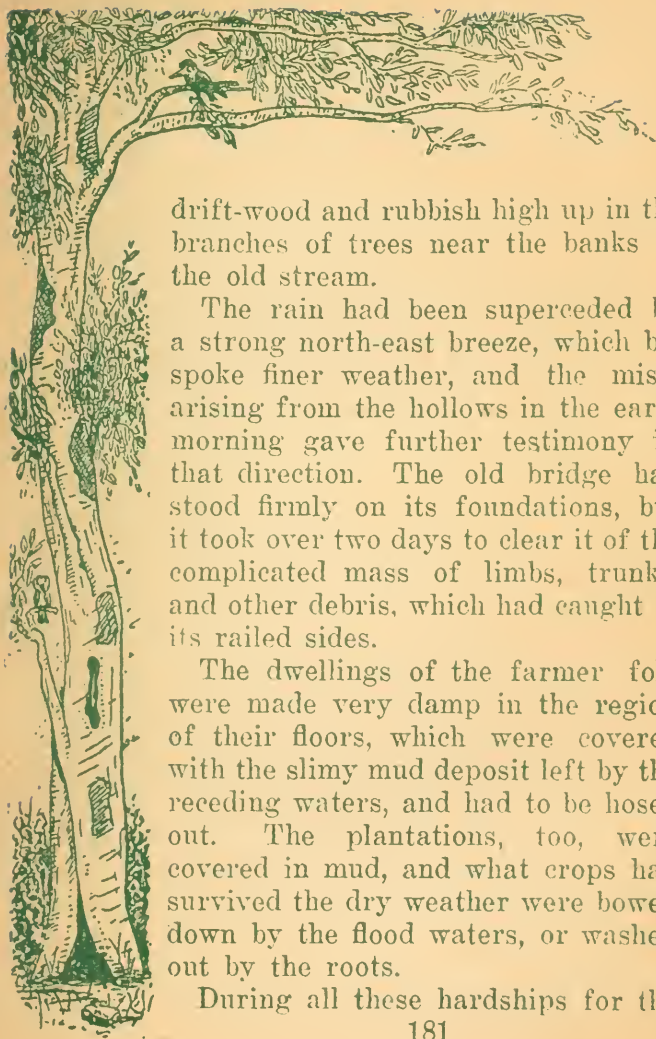 drift-wood and rubbish high up in th
branches of trees near the banks
the old stream.
The rain had been superceded b
a strong north-east breeze, which b
spoke finer weather, and the mis
arising from the hollows in the ear
morning gave further testimony i
that direction. The old bridge ha
stood firmly on its foundations, bu
it took over two days to clear it of th
complicated mass of limbs, trunk
and other debris, which had caught
its railed sides.
The dwellings of the farmer fo
were made very damp in the regio
of their floors, which were covere
with the slimy mud deposit left by th
receding waters, and had to be hose
out. The plantations, too, wer
covered in mud, and what crops ha
survived the dry weather were bowe
down by the flood waters, or washe
out by the roots.
During all these hardships for th
181